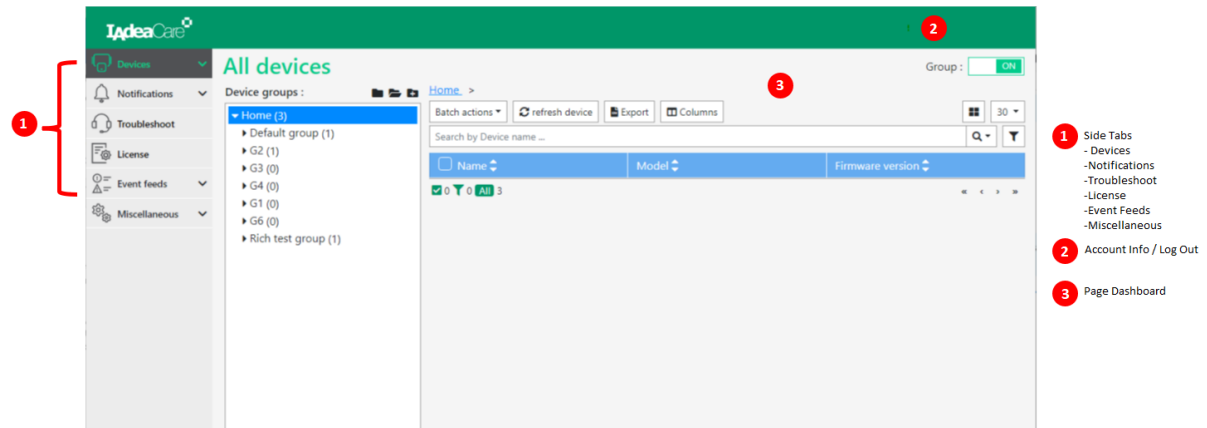 IAdeaCare
2
Devices
All devices
Group : ON
3
Notifications
Device groups :
Home >
1
Home (3)
Batch actions refresh device Export Columns 30
Troubleshoot
Default group (1)
Search by Device name ...
1 Side Tabs
- Devices
-Notifications
-Troubleshoot
-License
-Event Feeds
-Miscellaneous
License
G2 (1)
Name Model Firmware version
G3 (0)
Event feeds
G4 (0)
0 0 All 3 « ‹ › »
G1 (0)
Miscellaneous
G6 (0)
Rich test group (1)
2 Account Info / Log Out
3 Page Dashboard